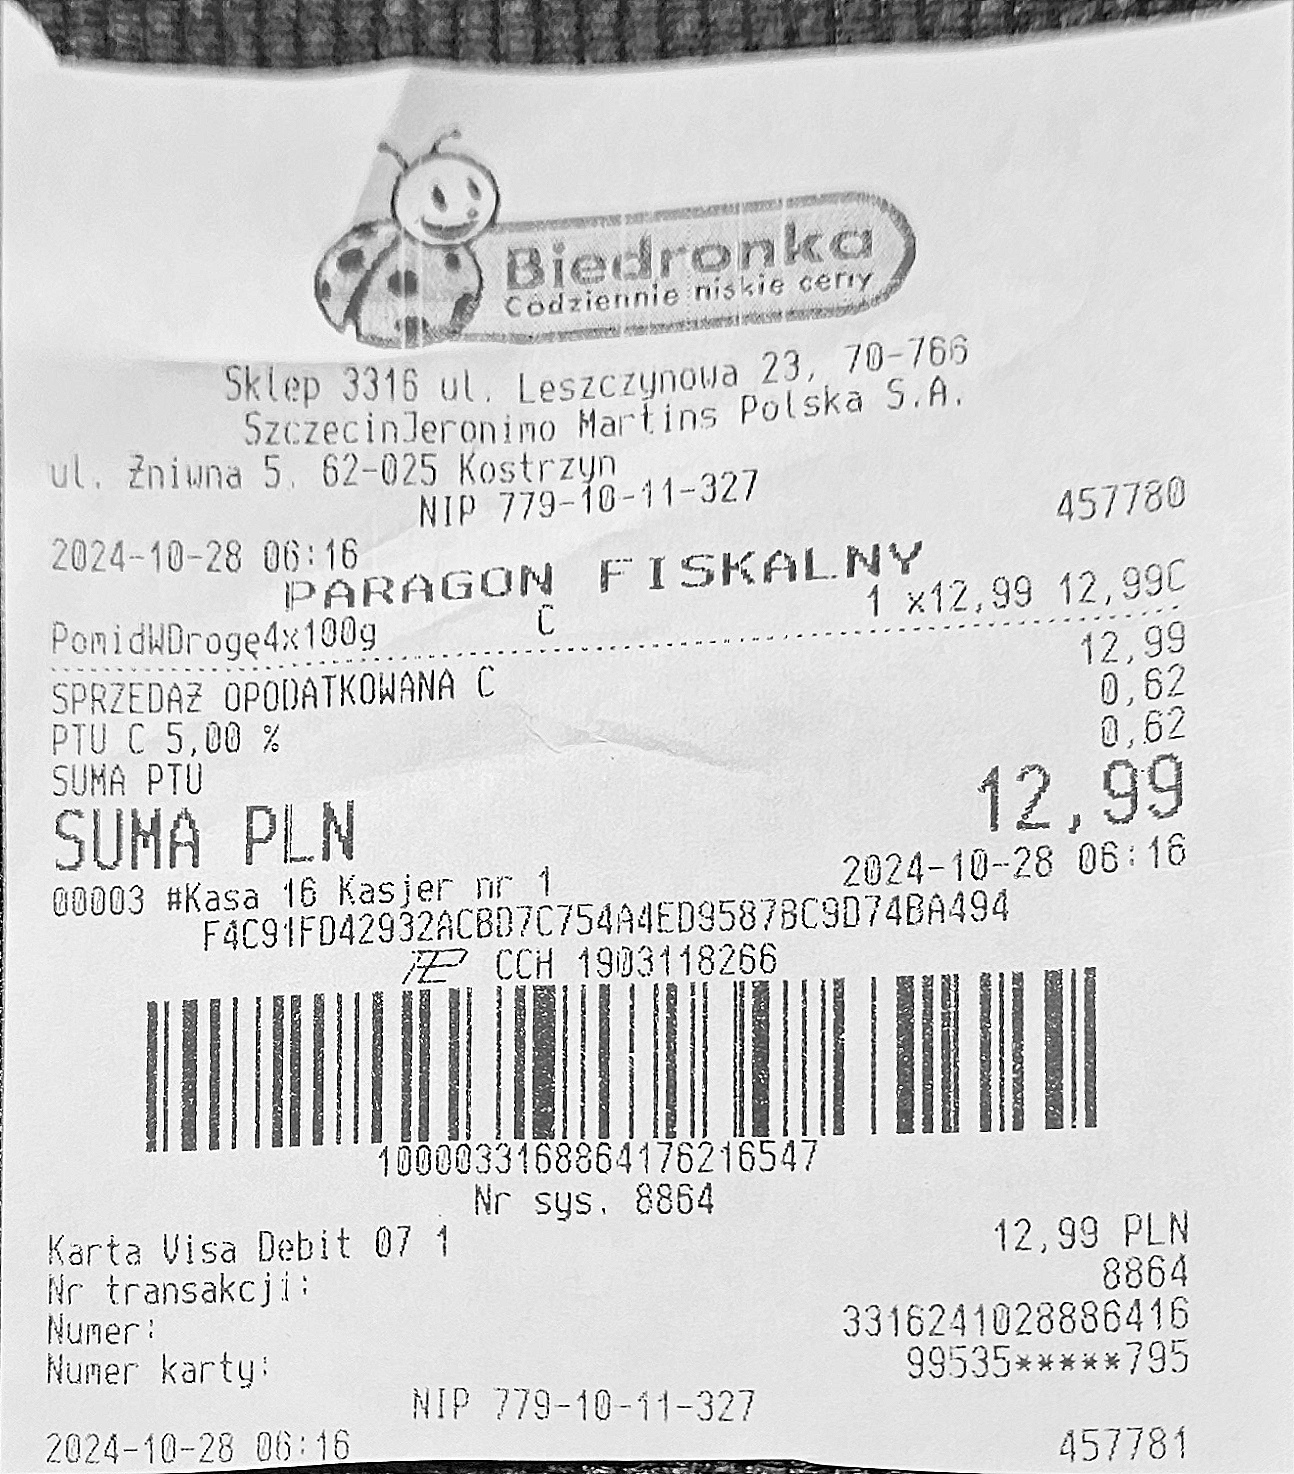 Biedronka
Codziennie niskie ceny
Sklep 3316 ul. Leszczynowa 23, 70-766
SzczecinJeronimo Martins Polska S.A.
ul. Żniwna 5, 62-025 Kostrzyn
NIP 779-10-11-327
2024-10-28 06:16 457780
PARAGON FISKALNY
PomidWDrogę4x100g C 1 x12,99 12,99C
SPRZEDAŻ OPODATKOWANA C 12,99
PTU C 5,00 % 0,62
SUMA PTU 0,62
SUMA PLN 12,99
00003 #Kasa 16 Kasjer nr 1 2024-10-28 06:16
F4C91FD42932ACBD7C754A4ED9587BC9D74BA494
CCH 1903118266
1000033168864176216547
Nr sys. 8864
Karta Visa Debit 07 1 12,99 PLN
Nr transakcji: 8864
Numer: 3316241028886416
Numer karty: 99535*****795
NIP 779-10-11-327
2024-10-28 06:16 457781